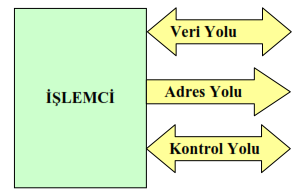 Veri Yolu
İŞLEMCİ
Adres Yolu
Kontrol Yolu